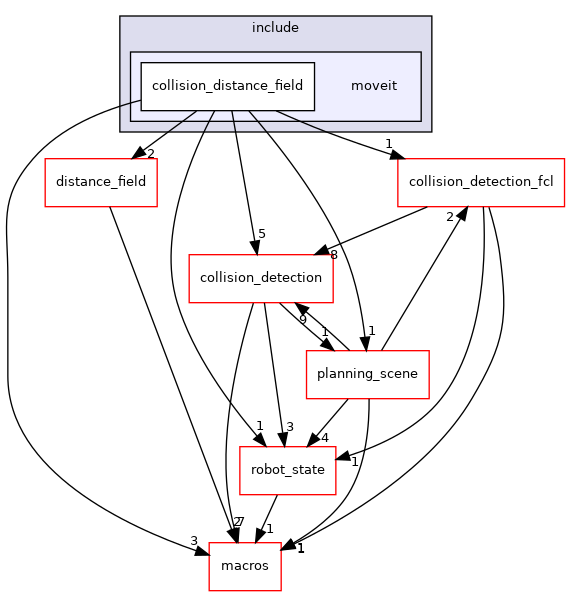 include
collision_distance_field
moveit
1
2
distance_field
collision_detection_fcl
2
5
8
collision_detection
9
1
1
planning_scene
1
3
4
1
robot_state
2
7
1
3
1
1
macros